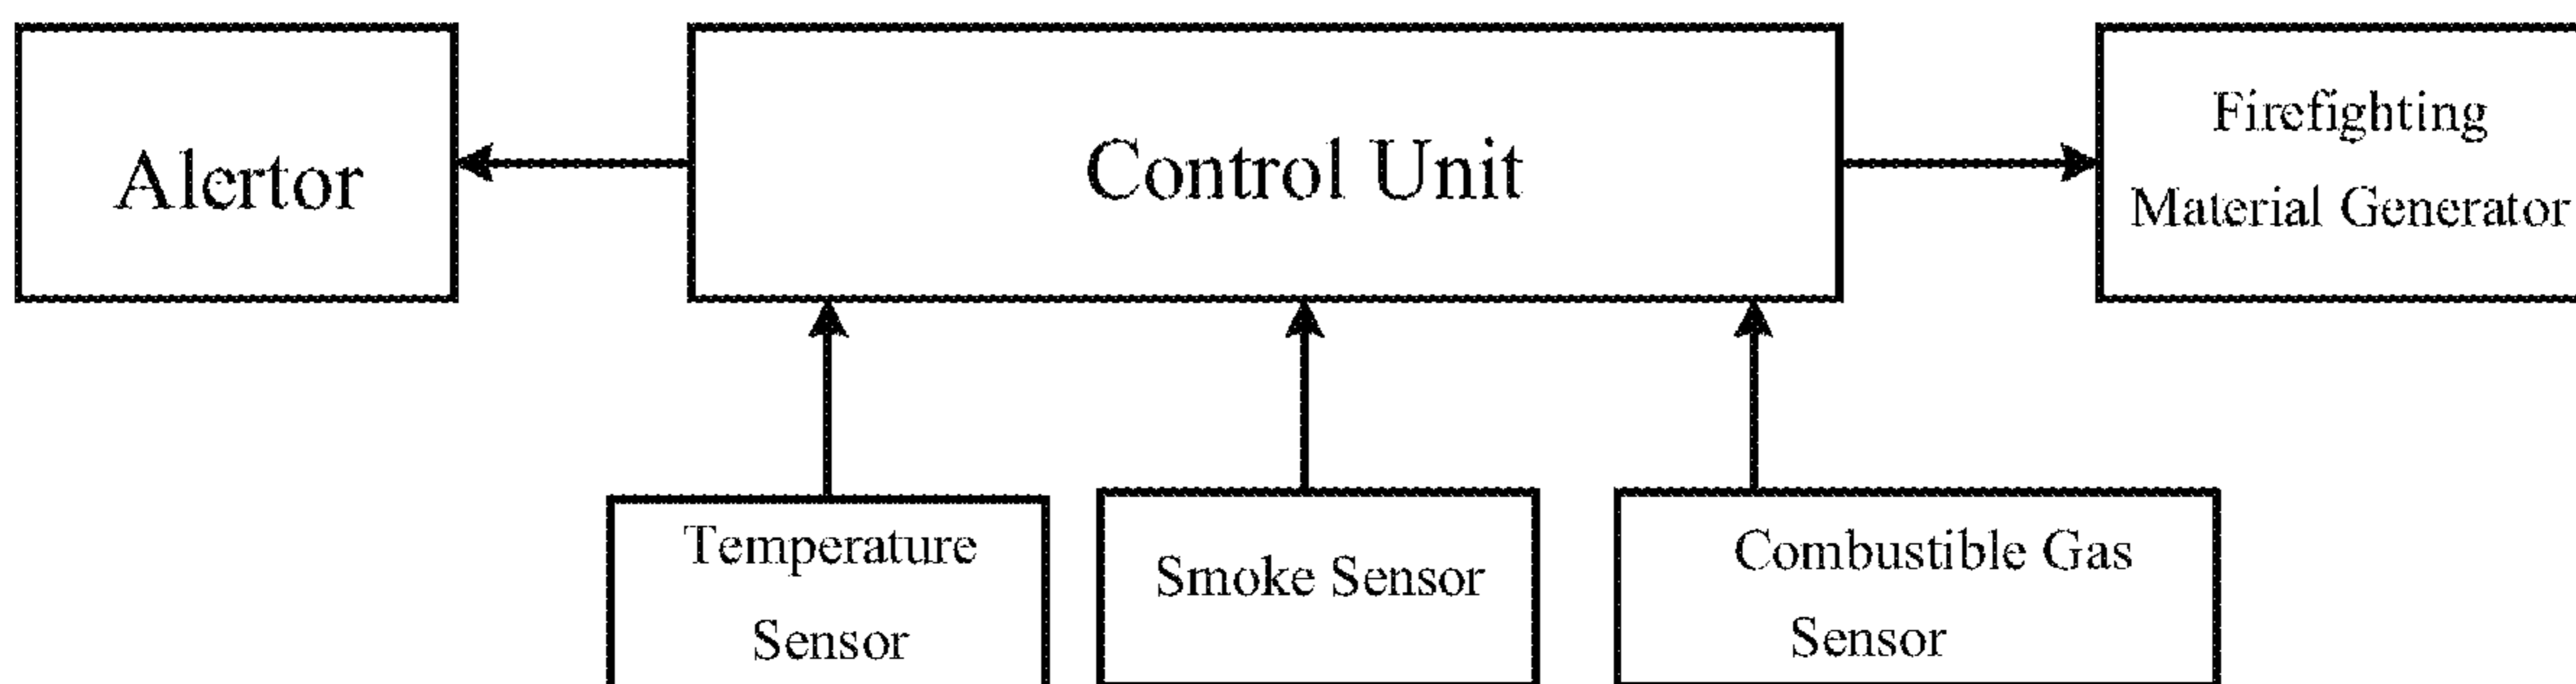 Alertor
Control Unit
Firefighting
Material Generator
Temperature
Sensor
Smoke Sensor
Combustible Gas
Sensor